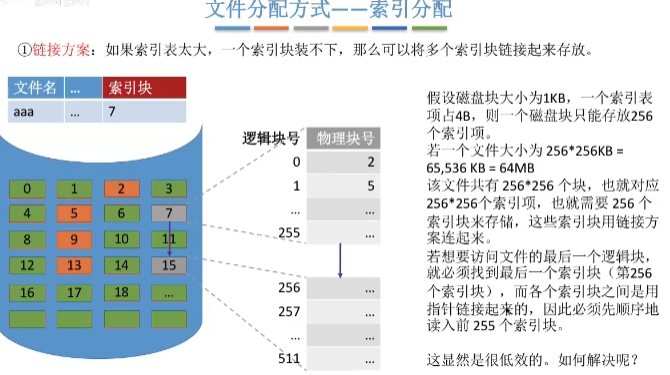 文件分配方式——索引分配
①链接方案：如果索引表太大，一个索引块装不下，那么可以将多个索引块链接起来存放。
文件名 ... 索引块
aaa ... 7
0 1 2 3
4 5 6 7
8 9 10 11
12 13 14 15
16 17 18 ...
逻辑块号 物理块号
0 2
1 5
... ...
255 ...
256 ...
257 ...
... ...
511 ...
假设磁盘块大小为1KB，一个索引表
项占4B，则一个磁盘块只能存放256
个索引项。
若一个文件大小为 256*256KB =
65,536 KB = 64MB
该文件共有 256*256 个块，也就对应
256*256个索引项，也就需要 256 个
索引块来存储，这些索引块用链接方
案连起来。
若想要访问文件的最后一个逻辑块，
就必须找到最后一个索引块（第256
个索引块），而各个索引块之间是用
指针链接起来的，因此必须先顺序地
读入前 255 个索引块。
这显然是很低效的。如何解决呢？